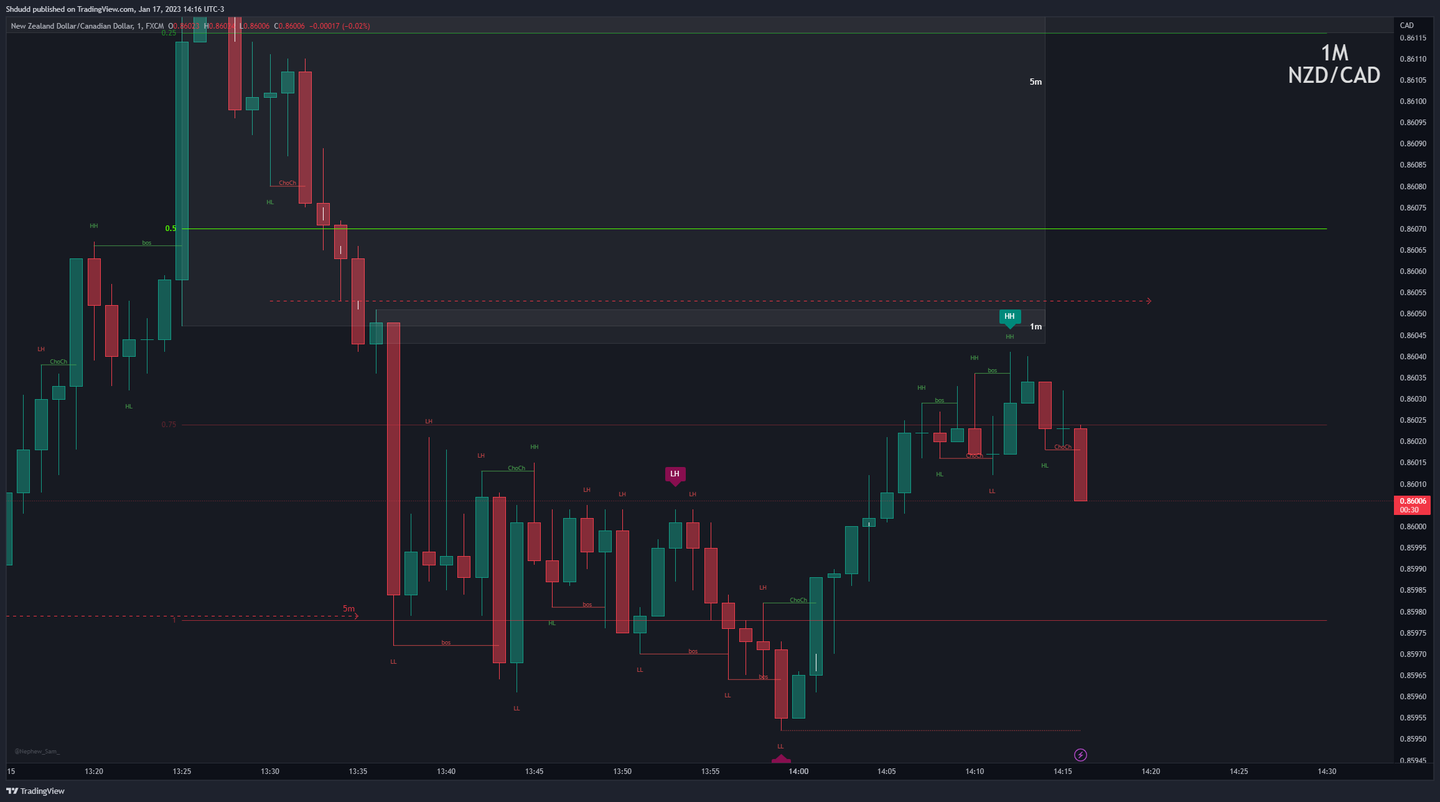 Shdudd published on TradingView.com, Jan 17, 2023 14:16 UTC-3
New Zealand Dollar/Canadian Dollar, 1, FXCM L0.86006 C0.86006 −0.00017 (−0.02%)
CAD
1M
NZD/CAD
0.25
0.86115
0.86110
5m
0.86105
0.86100
0.86095
0.86090
0.86085
ChoCh
0.86080
HL
0.86075
HH
0.5
0.86070
bos
0.86065
0.86060
0.86055
0.86050
HH
1m
0.86045
HH
LH
HH
0.86040
ChoCh
bos
0.86035
HH
bos
0.86030
HL
0.75
LH
0.86025
0.86020
HH
ChoCh
LH
ChoCh
ChoCh
0.86015
HL
LH
HL
0.86010
LH
LH
LH
LL
0.86006
00:30
0.86000
0.85995
0.85990
LH
0.85985
ChoCh
5m
bos
0.85980
1
HL
0.85975
bos
bos
0.85970
LL
LL
bos
0.85965
LL
0.85960
LL
0.85955
LL
0.85950
@Nephew_Sam_
0.85945
15
13:20
13:25
13:30
13:35
13:40
13:45
13:50
13:55
14:00
14:05
14:10
14:15
14:20
14:25
14:30
TradingView